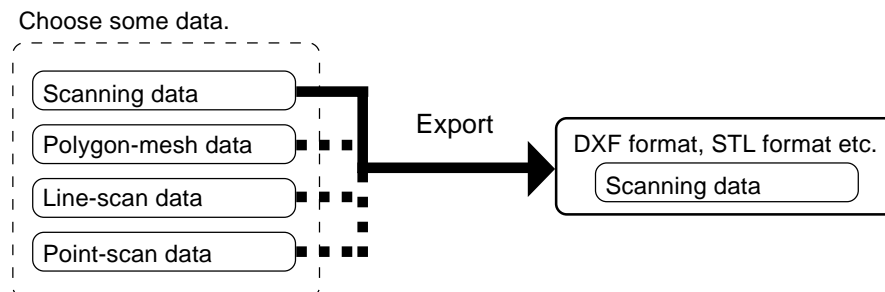 Choose some data.
Scanning data
Polygon-mesh data
Line-scan data
Point-scan data
Export
DXF format, STL format etc.
Scanning data